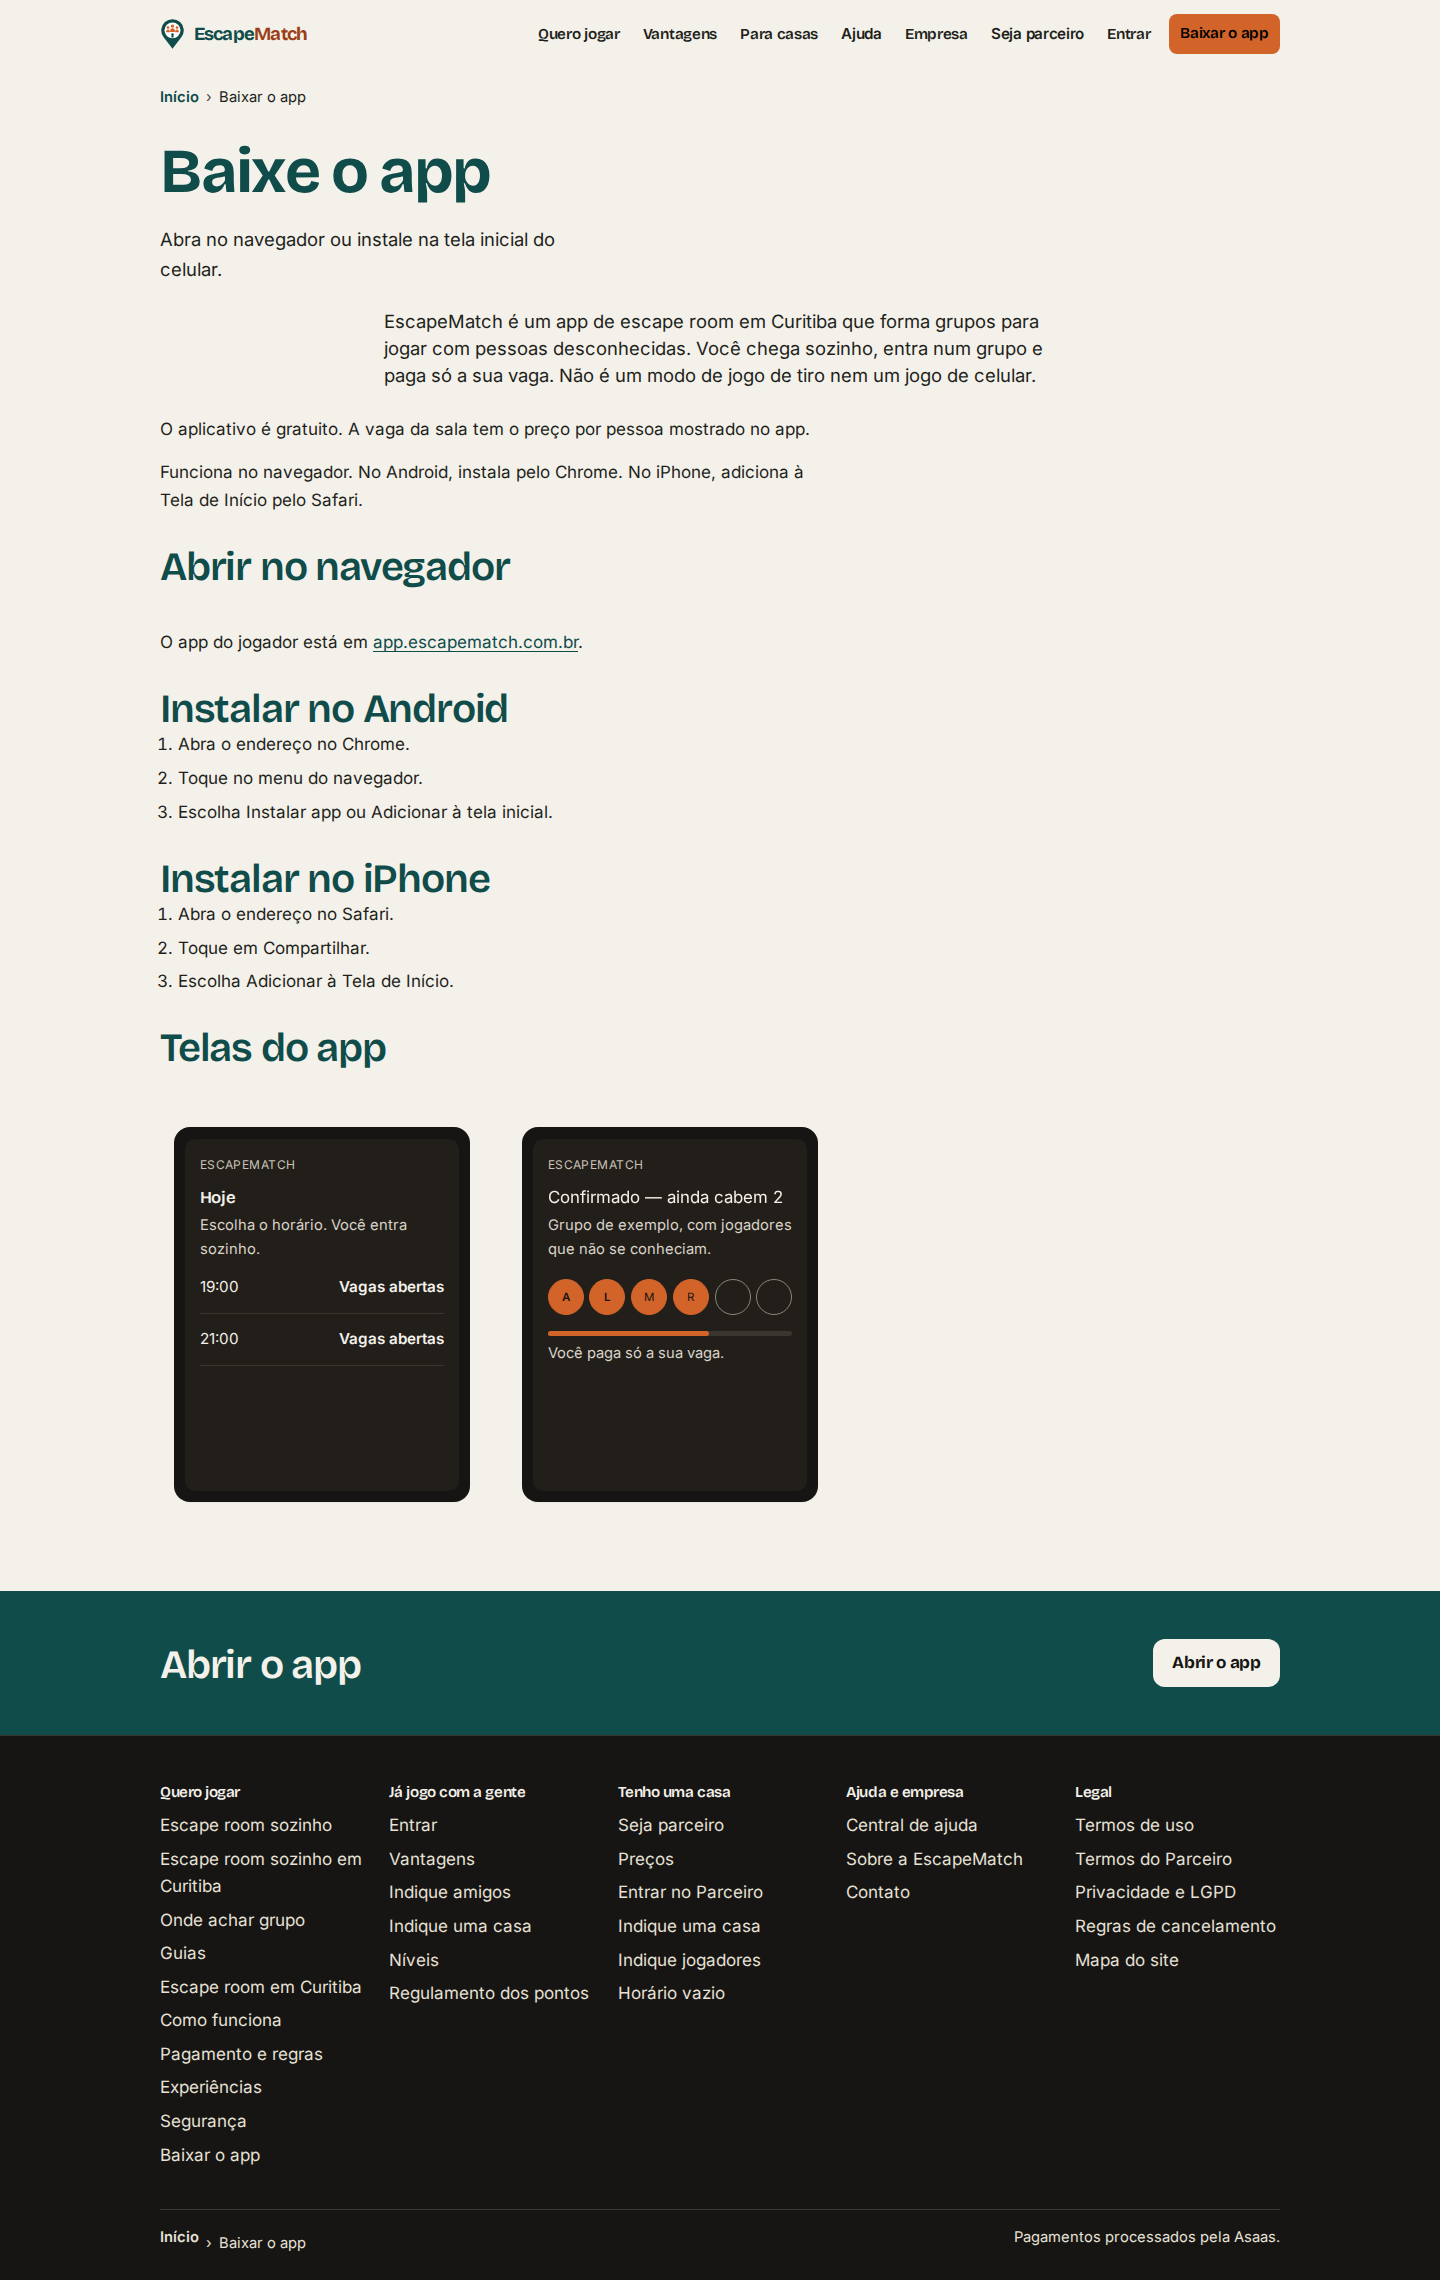 EscapeMatch
Quero jogar
Vantagens
Para casas
Ajuda
Empresa
Seja parceiro
Entrar
Baixar o app
Início › Baixar o app
Baixe o app
Abra no navegador ou instale na tela inicial do
celular.
EscapeMatch é um app de escape room em Curitiba que forma grupos para
jogar com pessoas desconhecidas. Você chega sozinho, entra num grupo e
paga só a sua vaga. Não é um modo de jogo de tiro nem um jogo de celular.
O aplicativo é gratuito. A vaga da sala tem o preço por pessoa mostrado no app.
Funciona no navegador. No Android, instala pelo Chrome. No iPhone, adiciona à
Tela de Início pelo Safari.
Abrir no navegador
O app do jogador está em app.escapematch.com.br.
Instalar no Android
1. Abra o endereço no Chrome.
2. Toque no menu do navegador.
3. Escolha Instalar app ou Adicionar à tela inicial.
Instalar no iPhone
1. Abra o endereço no Safari.
2. Toque em Compartilhar.
3. Escolha Adicionar à Tela de Início.
Telas do app
ESCAPEMATCH
Hoje
Escolha o horário. Você entra
sozinho.
19:00 Vagas abertas
21:00 Vagas abertas
ESCAPEMATCH
Confirmado — ainda cabem 2
Grupo de exemplo, com jogadores
que não se conheciam.
A L M R
Você paga só a sua vaga.
Abrir o app
Abrir o app
Quero jogar
Escape room sozinho
Escape room sozinho em
Curitiba
Onde achar grupo
Guias
Escape room em Curitiba
Como funciona
Pagamento e regras
Experiências
Segurança
Baixar o app
Já jogo com a gente
Entrar
Vantagens
Indique amigos
Indique uma casa
Níveis
Regulamento dos pontos
Tenho uma casa
Seja parceiro
Preços
Entrar no Parceiro
Indique uma casa
Indique jogadores
Horário vazio
Ajuda e empresa
Central de ajuda
Sobre a EscapeMatch
Contato
Legal
Termos de uso
Termos do Parceiro
Privacidade e LGPD
Regras de cancelamento
Mapa do site
Início › Baixar o app
Pagamentos processados pela Asaas.